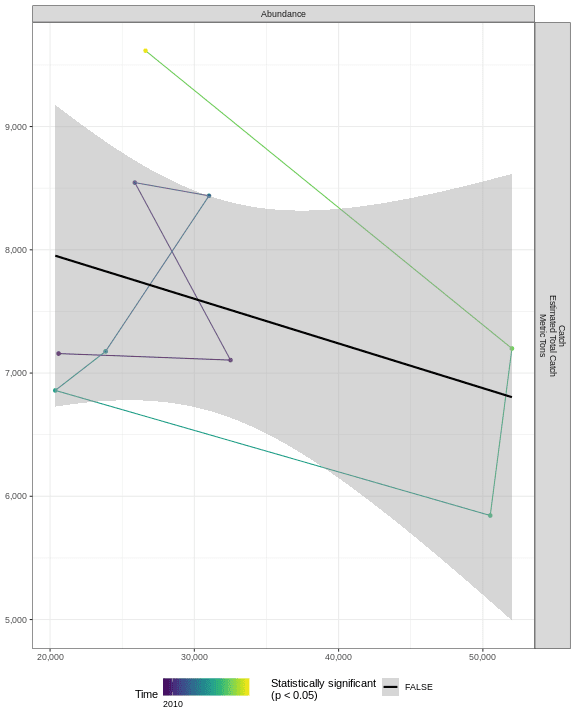 Abundance
9,000
8,000
7,000
6,000
5,000
Catch
Estimated Total Catch
Metric Tons
20,000
30,000
40,000
50,000
Time
2010
Statistically significant
(p < 0.05)
FALSE